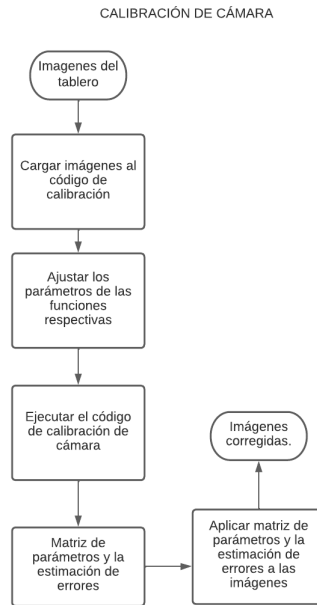 CALIBRACIÓN DE CÁMARA
Imagenes del
tablero
Cargar imágenes al
código de
calibración
Ajustar los
parámetros de las
funciones
respectivas
Ejecutar el código
de calibración de
cámara
Matriz de
parámetros y la
estimación de
errores
Aplicar matriz de
parámetros y la
estimación de
errores a las
imágenes
Imágenes
corregidas.